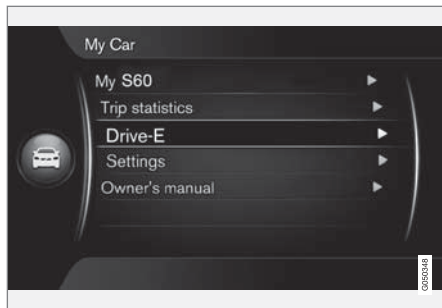 My Car
My S60
Trip statistics
Drive-E
Settings
Owner's manual
G050348